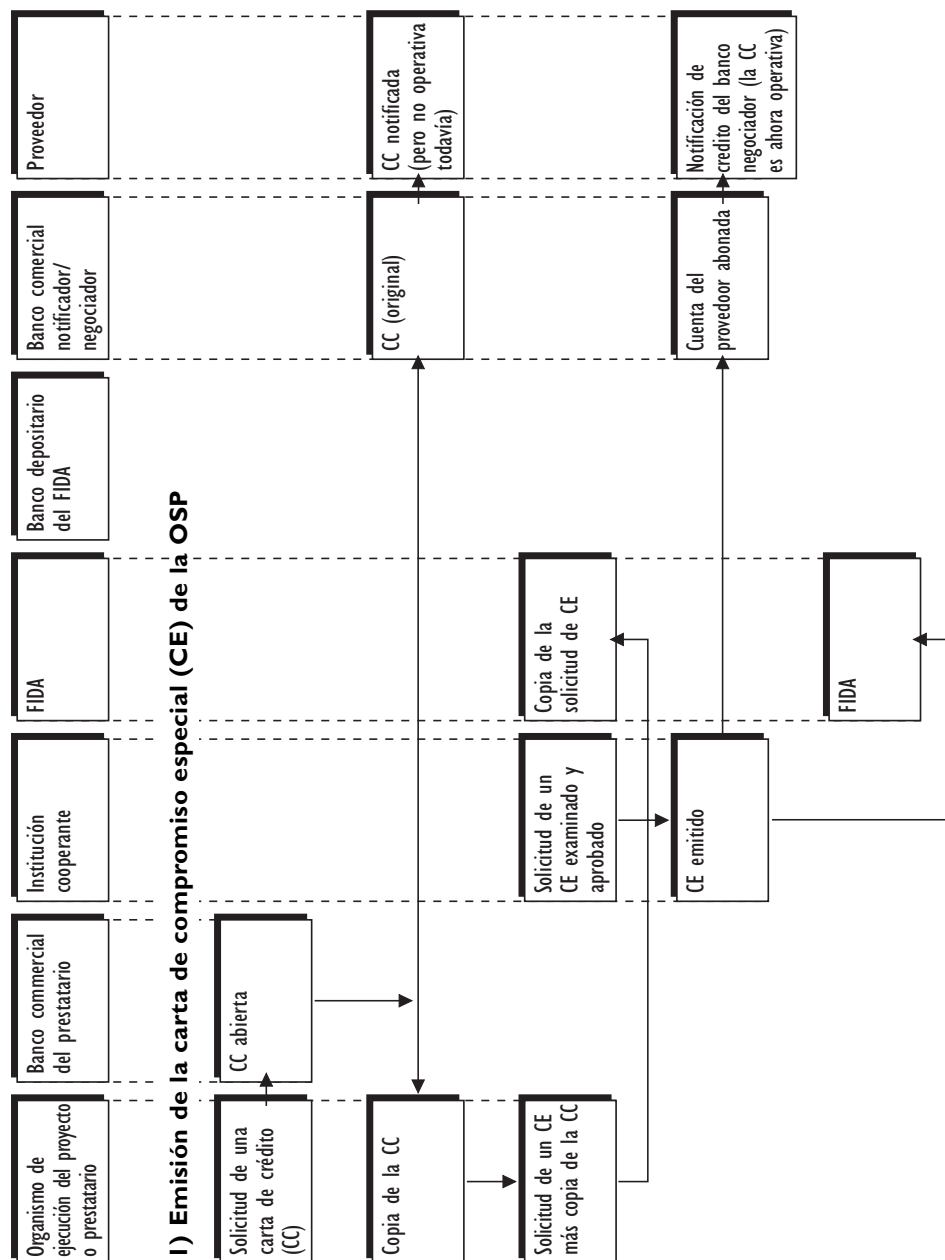 Organismo de
ejecución del proyecto
o prestatario
Banco commercial
del prestatario
Institución
cooperante
FIDA
Banco depositario
del FIDA
Banco comercial
notificador/
negociador
Proveedor
I) Emisión de la carta de compromiso especial (CE) de la OSP
Solicitud de una
carta de crédito
(CC)
CC abierta
Copia de la CC
CC (original)
CC notificada
(pero no operativa
todavía)
Solicitud de un CE
más copia de la CC
Solicitud de un
CE examinado y
aprobado
Copia de la
solicitud de CE
CE emitido
Cuenta del
provedoor abonada
Notificación de
credito del banco
negociador (la CC
es ahora operativa)
FIDA